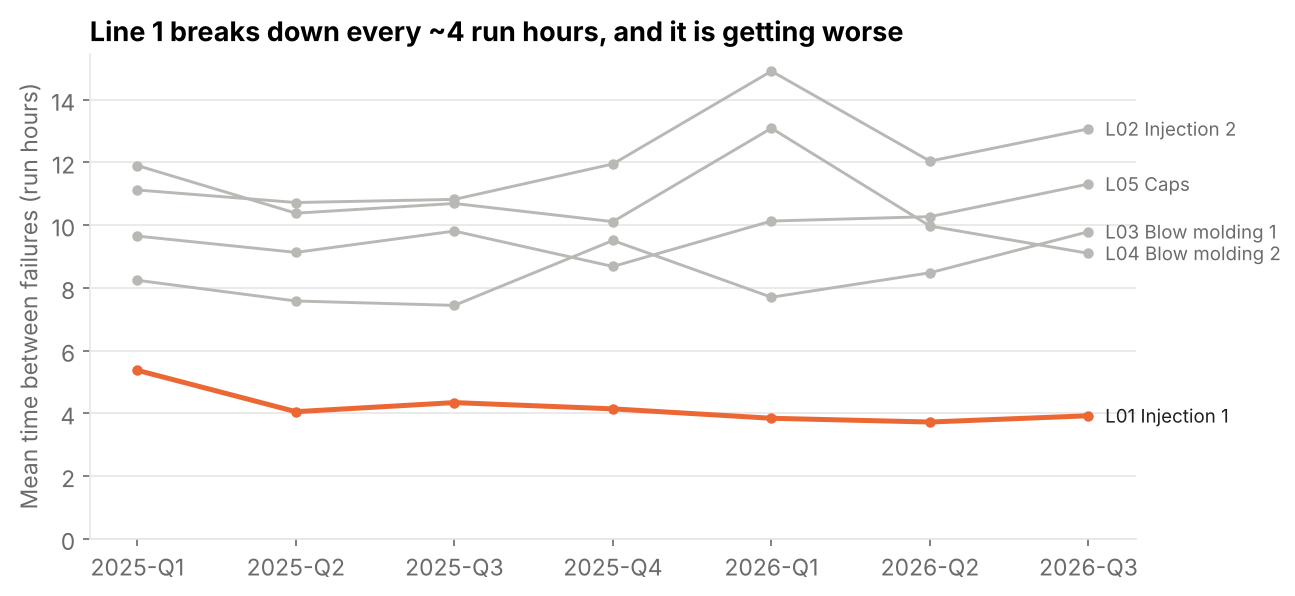 Line 1 breaks down every ~4 run hours, and it is getting worse
Mean time between failures (run hours)
14
12
10
8
6
4
2
0
L02 Injection 2
L05 Caps
L03 Blow molding 1
L04 Blow molding 2
L01 Injection 1
2025-Q1 2025-Q2 2025-Q3 2025-Q4 2026-Q1 2026-Q2 2026-Q3